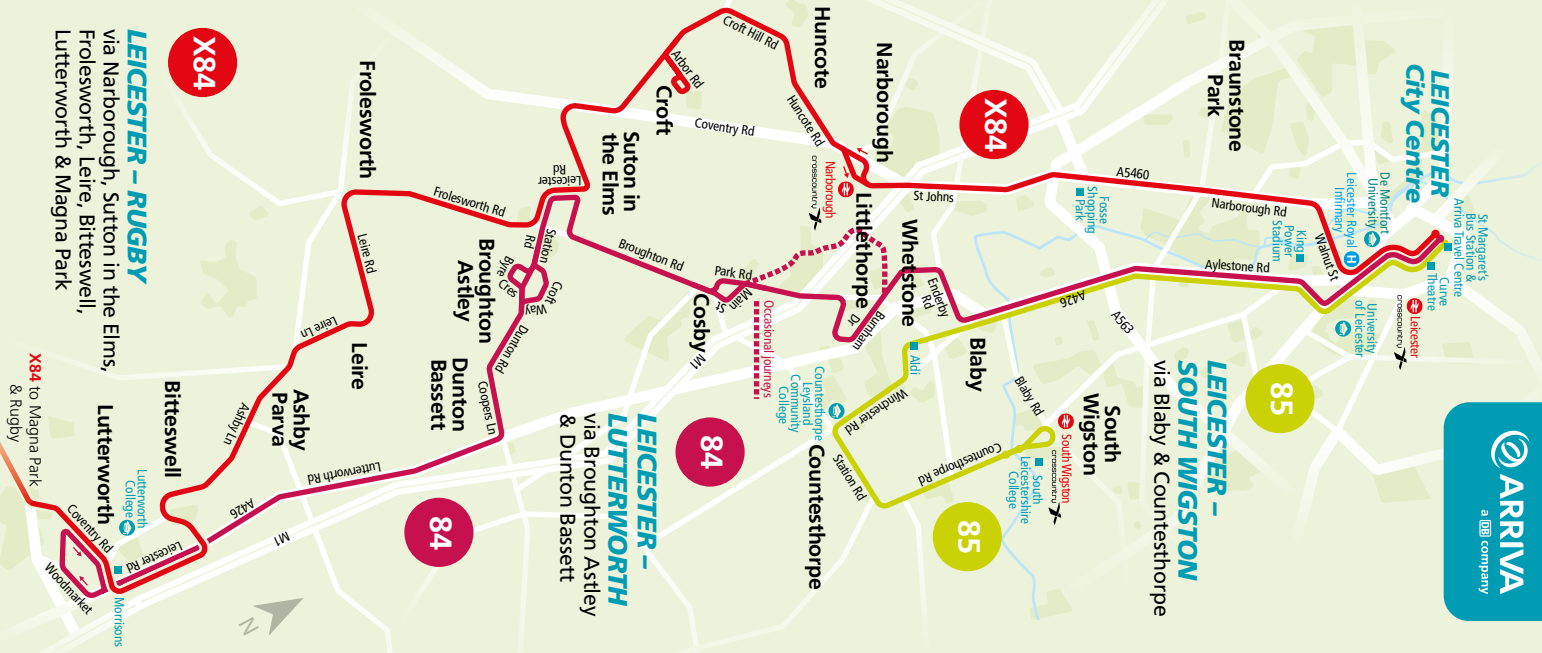 ARRIVA
a DB company
LEICESTER
City Centre
St Margaret's
Bus Station &
Arriva Travel Centre
Curve
Theatre
Leicester
crosscountry
De Montfort
University
Leicester Royal
Infirmary
H
University
of Leicester
King
Power
Stadium
Walnut St
Narborough Rd
Aylestone Rd
Braunstone
Park
A5460
Fosse
Shopping
Park
A426
A563
85
LEICESTER –
SOUTH WIGSTON
via Blaby & Countesthorpe
X84
St Johns
Narborough
Narborough
crosscountry
Huncote
Huncote Rd
Croft Hill Rd
Littlethorpe
Whetstone
Enderby
Rd
Burnham
Dr
Blaby
Blaby Rd
Aldi
South
Wigston
South Wigston
crosscountry
South
Leicestershire
College
Winchester Rd
Countesthorpe
Leysland
Community
College
Countesthorpe
Station Rd
Countesthorpe Rd
85
Arbor Rd
Croft
Coventry Rd
Suton in
the Elms
Leicester
Rd
Broughton Rd
Park Rd
Main
St
Cosby
M1
Occasional journeys
84
LEICESTER –
LUTTERWORTH
via Broughton Astley
& Dunton Bassett
Frolesworth
Frolesworth Rd
Station
Rd
Byre
Cres
Croft
Way
Broughton
Astley
Dunton Rd
Dunton
Bassett
Coopers Ln
Lutterworth Rd
84
Leire Rd
Leire Ln
Leire
Ashby
Parva
Ashby Ln
A426
Bitteswell
M1
Lutterworth
Lutterworth
College
Leicester Rd
Coventry Rd
Woodmarket
Morrisons
N
X84
LEICESTER – RUGBY
via Narborough, Sutton in the Elms,
Frolesworth, Leire, Bitteswell,
Lutterworth & Magna Park
X84 to Magna Park
& Rugby